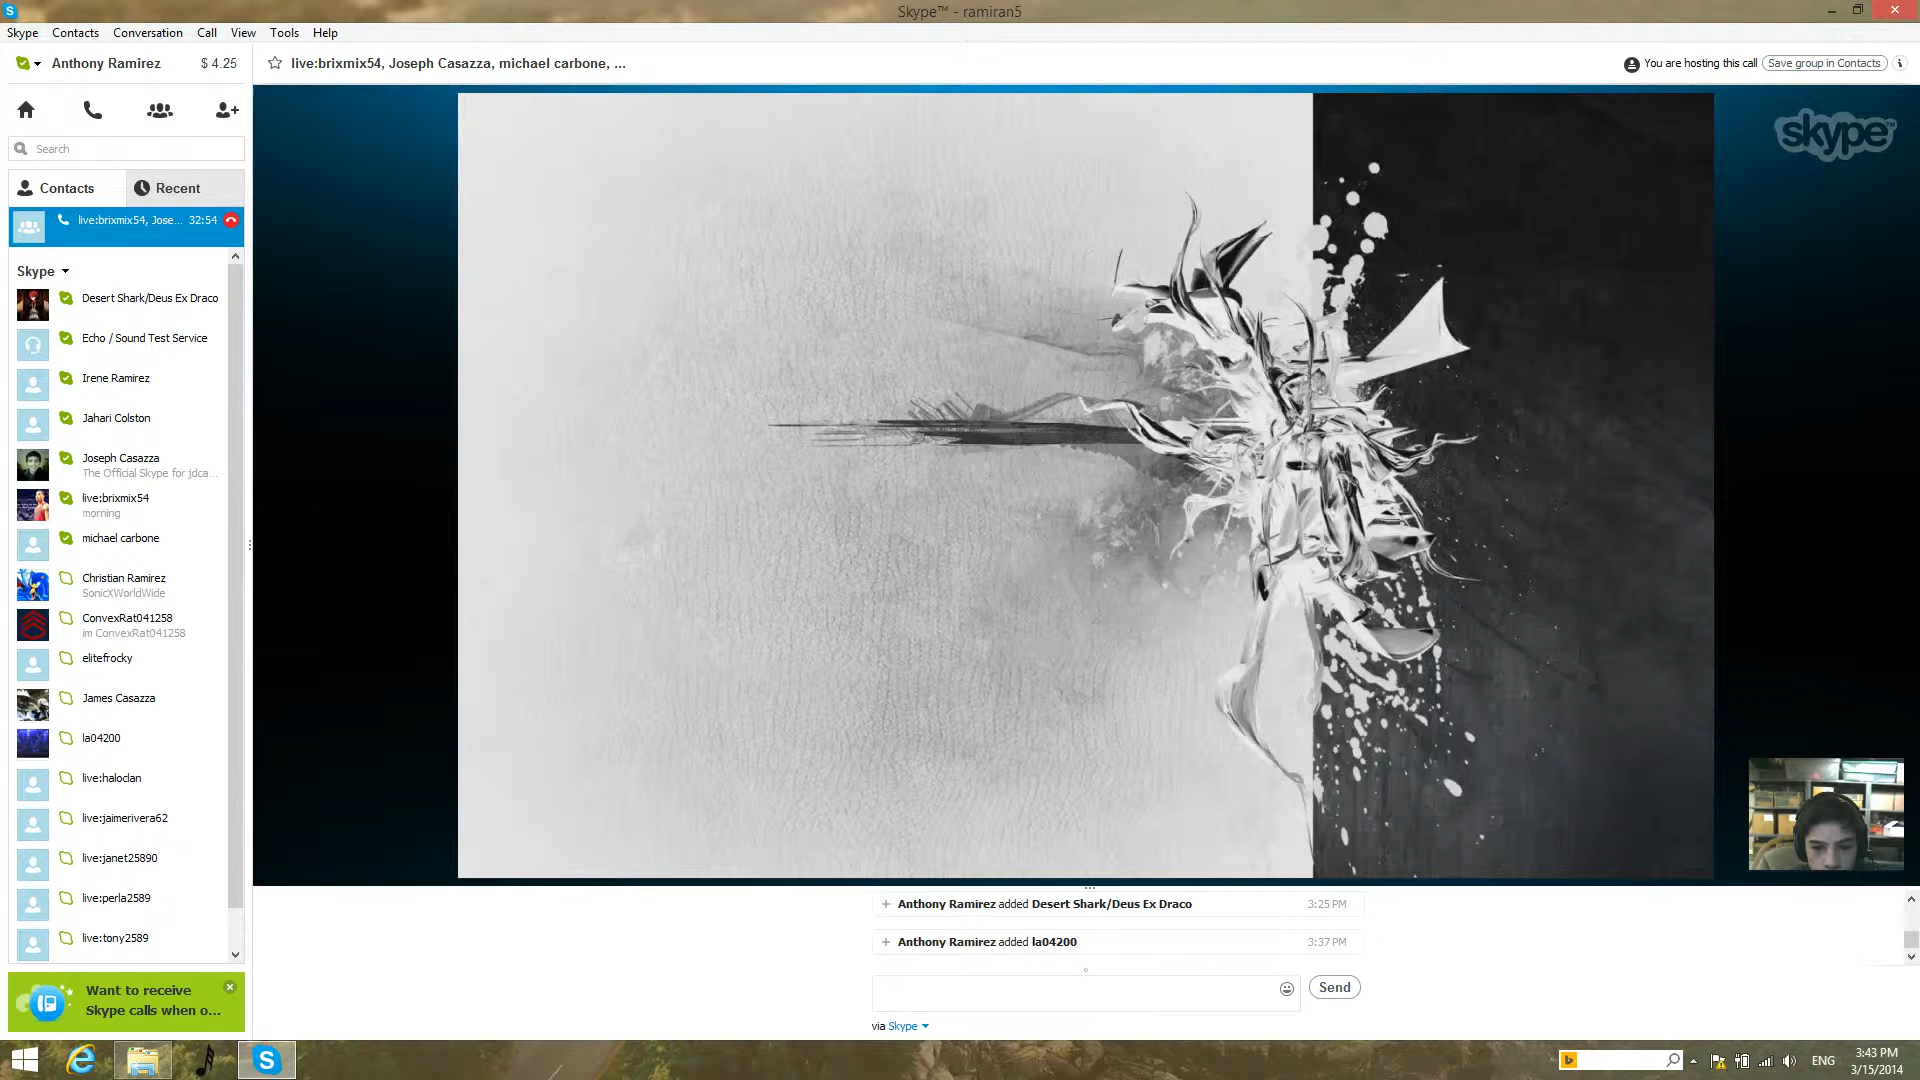 Skype™ - ramiran5
Skype Contacts Conversation Call View Tools Help
Anthony Ramirez $ 4.25
live:brixmix54, Joseph Casazza, michael carbone, ...
You are hosting this call Save group in Contacts
skype™
Search
Contacts Recent
live:brixmix54, Jose... 32:54
Skype
Desert Shark/Deus Ex Draco
Echo / Sound Test Service
Irene Ramirez
Jahari Colston
Joseph Casazza
The Official Skype for jdca...
live:brixmix54
morning
michael carbone
Christian Ramirez
SonicXWorldWide
ConvexRat041258
im ConvexRat041258
elitefrocky
James Casazza
la04200
live:haloclan
live:jaimerivera62
live:janet25890
live:perla2589
live:tony2589
Want to receive
Skype calls when o...
Anthony Ramirez added Desert Shark/Deus Ex Draco 3:25 PM
Anthony Ramirez added la04200 3:37 PM
Send
via Skype
ENG
3:43 PM
3/15/2014